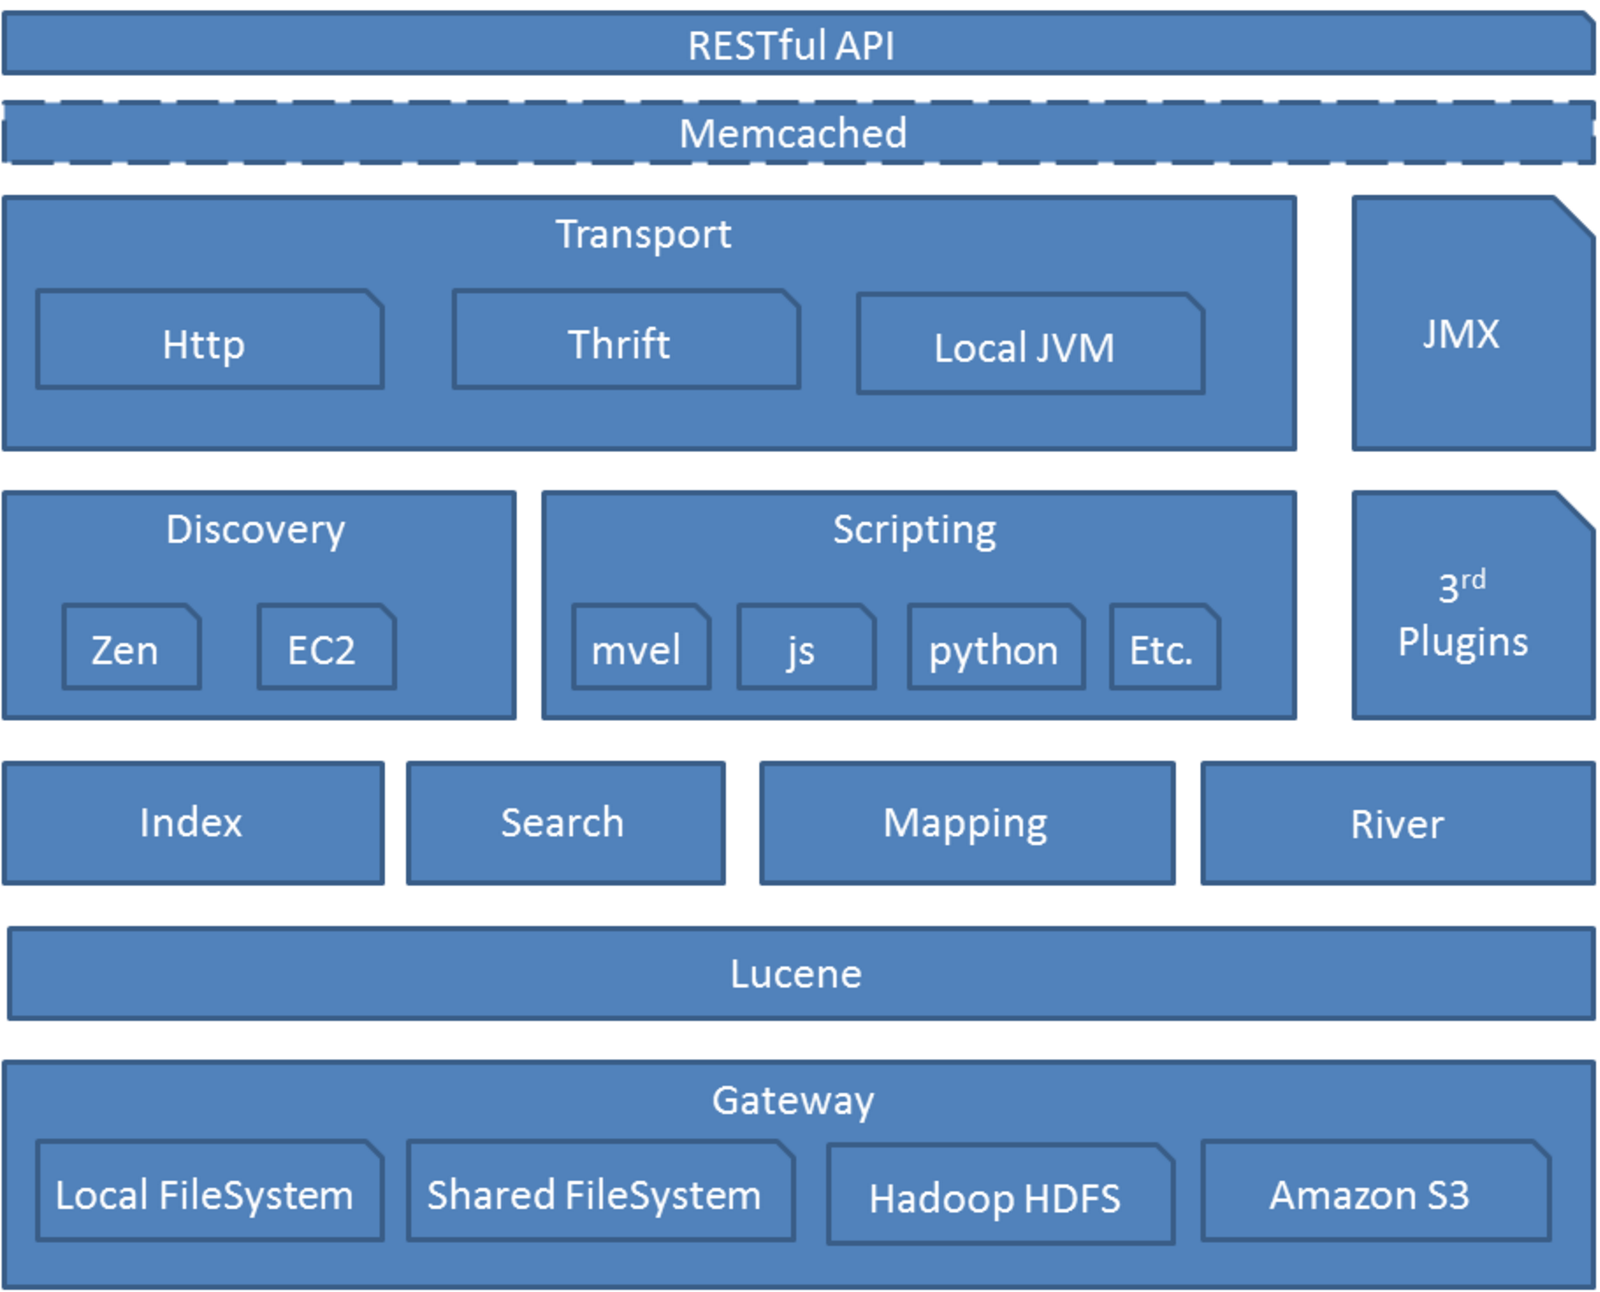 RESTful API
Memcached
Transport
Http
Thrift
Local JVM
JMX
Discovery
Zen
EC2
Scripting
mvel
js
python
Etc.
3rd
Plugins
Index
Search
Mapping
River
Lucene
Gateway
Local FileSystem
Shared FileSystem
Hadoop HDFS
Amazon S3